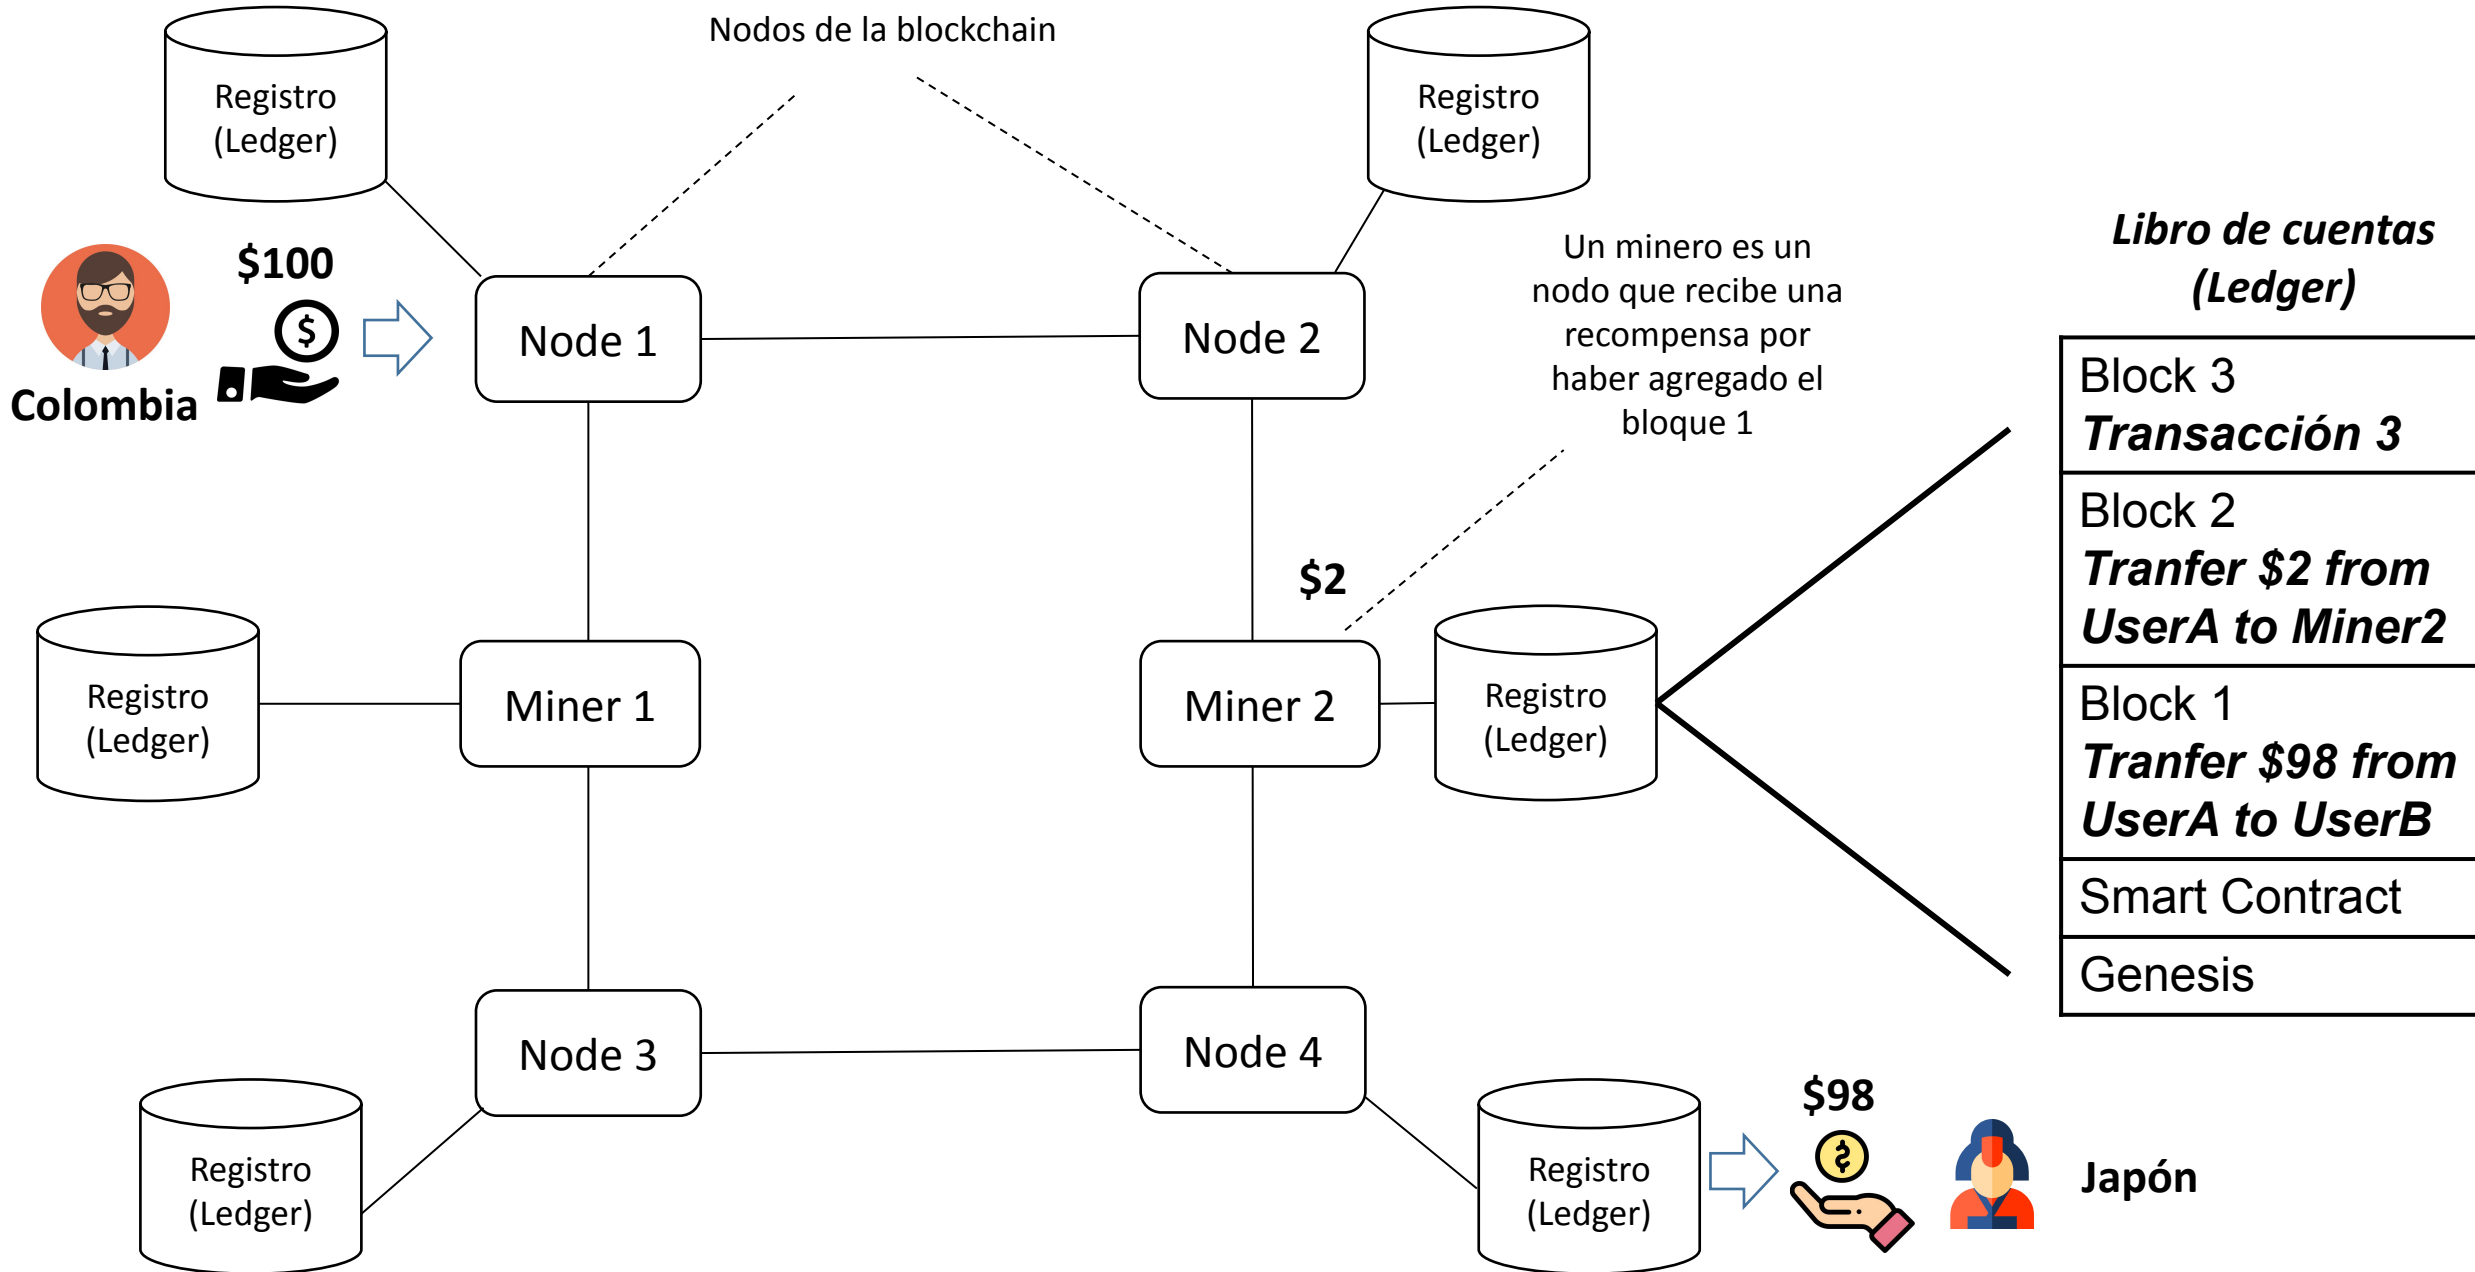 Nodos de la blockchain
Registro
(Ledger)
Registro
(Ledger)
$100
$
Colombia
Node 1
Node 2
Un minero es un
nodo que recibe una
recompensa por
haber agregado el
bloque 1
Libro de cuentas
(Ledger)
Block 3
Transacción 3
Block 2
Tranfer $2 from
UserA to Miner2
Block 1
Tranfer $98 from
UserA to UserB
Smart Contract
Genesis
$2
Registro
(Ledger)
Miner 1
Miner 2
Registro
(Ledger)
Node 3
Node 4
Registro
(Ledger)
Registro
(Ledger)
$98
$
Japón